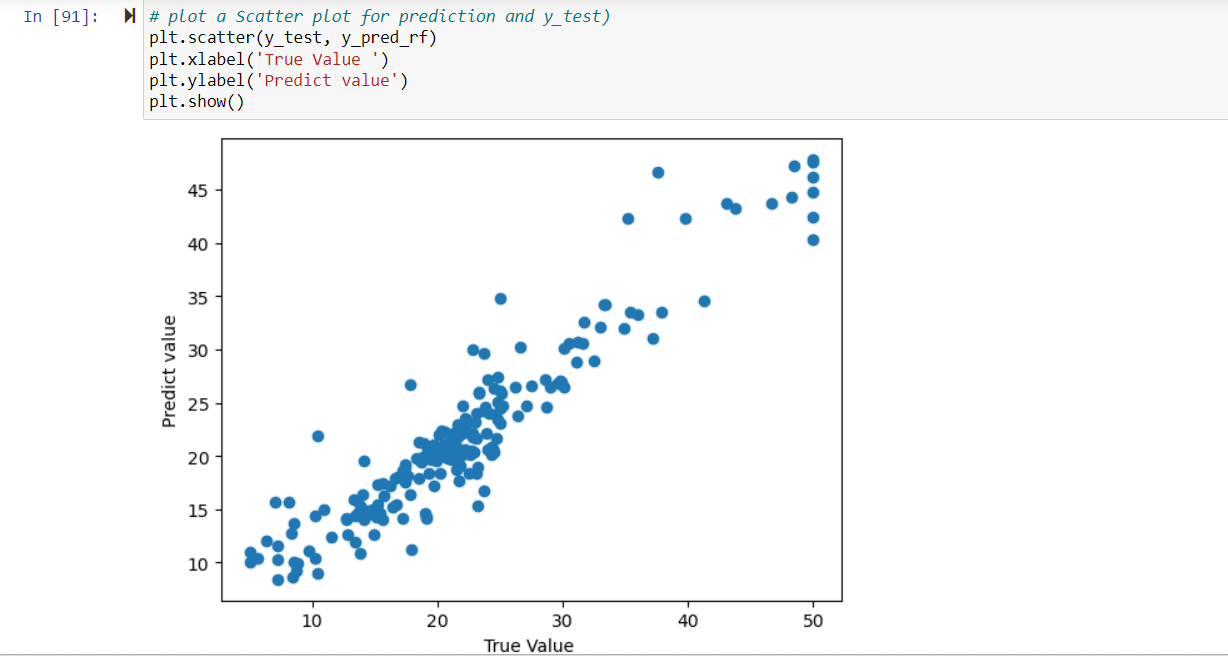 In [91]:
# plot a Scatter plot for prediction and y_test)
plt.scatter(y_test, y_pred_rf)
plt.xlabel('True Value ')
plt.ylabel('Predict value')
plt.show()
Predict value
45
40
35
30
25
20
15
10
10 20 30 40 50
True Value